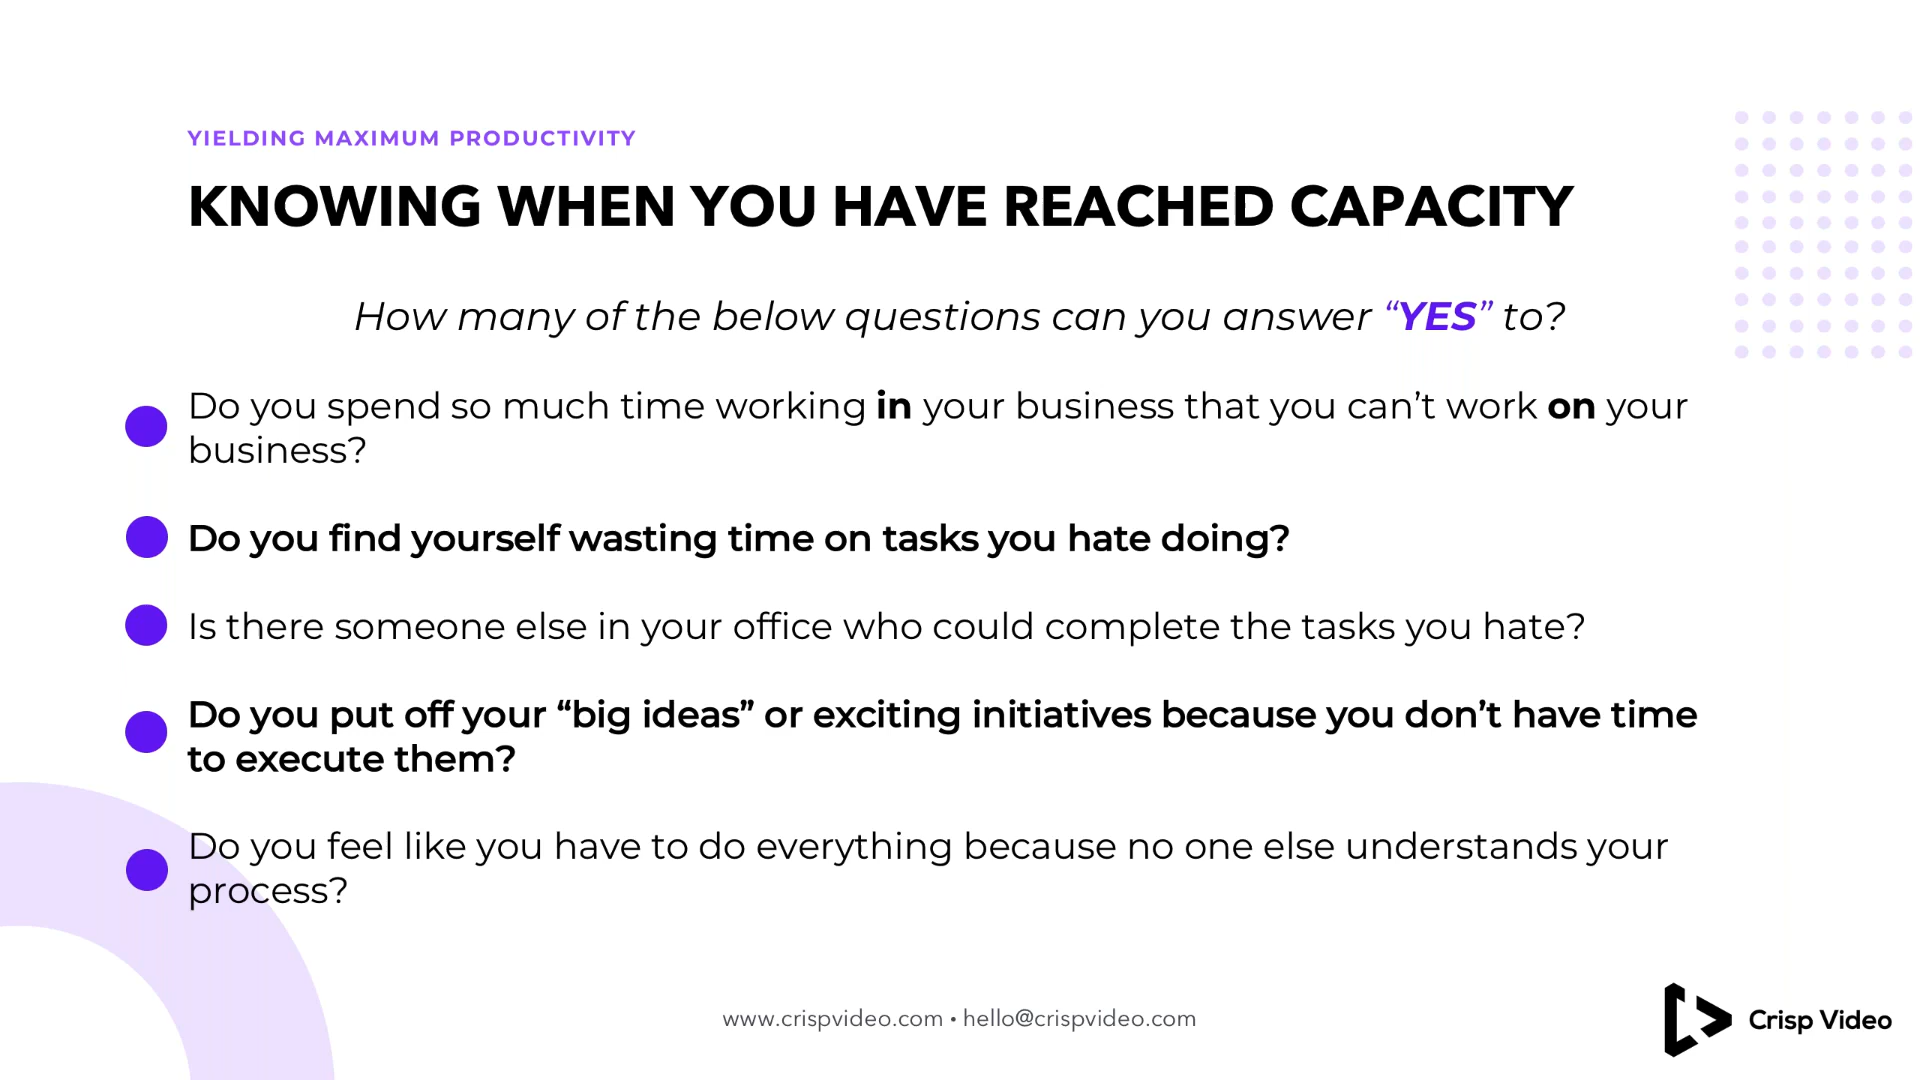 YIELDING MAXIMUM PRODUCTIVITY
KNOWING WHEN YOU HAVE REACHED CAPACITY
How many of the below questions can you answer “YES” to?
Do you spend so much time working in your business that you can’t work on your
business?
Do you find yourself wasting time on tasks you hate doing?
Is there someone else in your office who could complete the tasks you hate?
Do you put off your “big ideas” or exciting initiatives because you don’t have time
to execute them?
Do you feel like you have to do everything because no one else understands your
process?
www.crispvideo.com • hello@crispvideo.com
Crisp Video